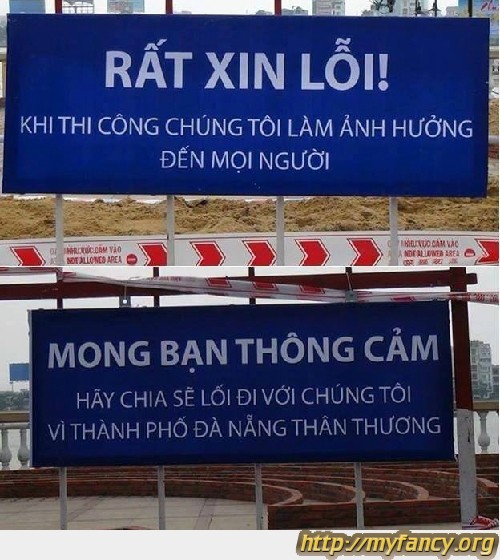 RẤT XIN LỖI!
KHI THI CÔNG CHÚNG TÔI LÀM ẢNH HƯỞNG
ĐẾN MỌI NGƯỜI
MONG BẠN THÔNG CẢM
HÃY CHIA SẼ LỐI ĐI VỚI CHÚNG TÔI
VÌ THÀNH PHỐ ĐÀ NẴNG THÂN THƯƠNG
http://myfancy.org